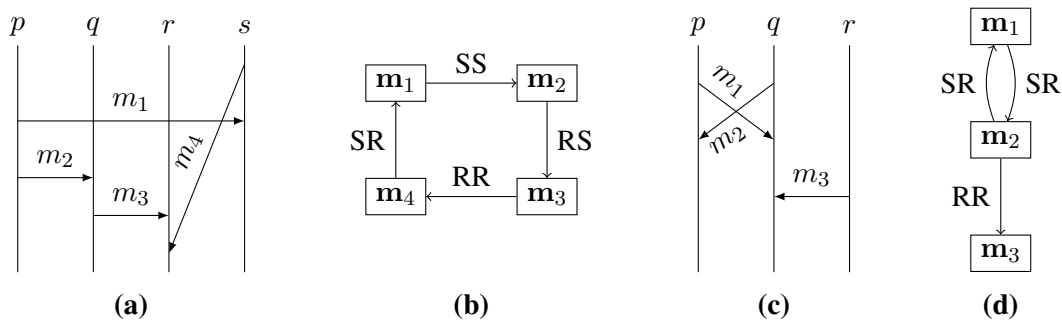 p q r s
m₁
m₂
m₄
m₃
(a)
m₁ SS m₂
SR RS
m₄ RR m₃
(b)
p q r
m₁
m₂
m₃
(c)
m₁
SR SR
m₂
RR
m₃
(d)